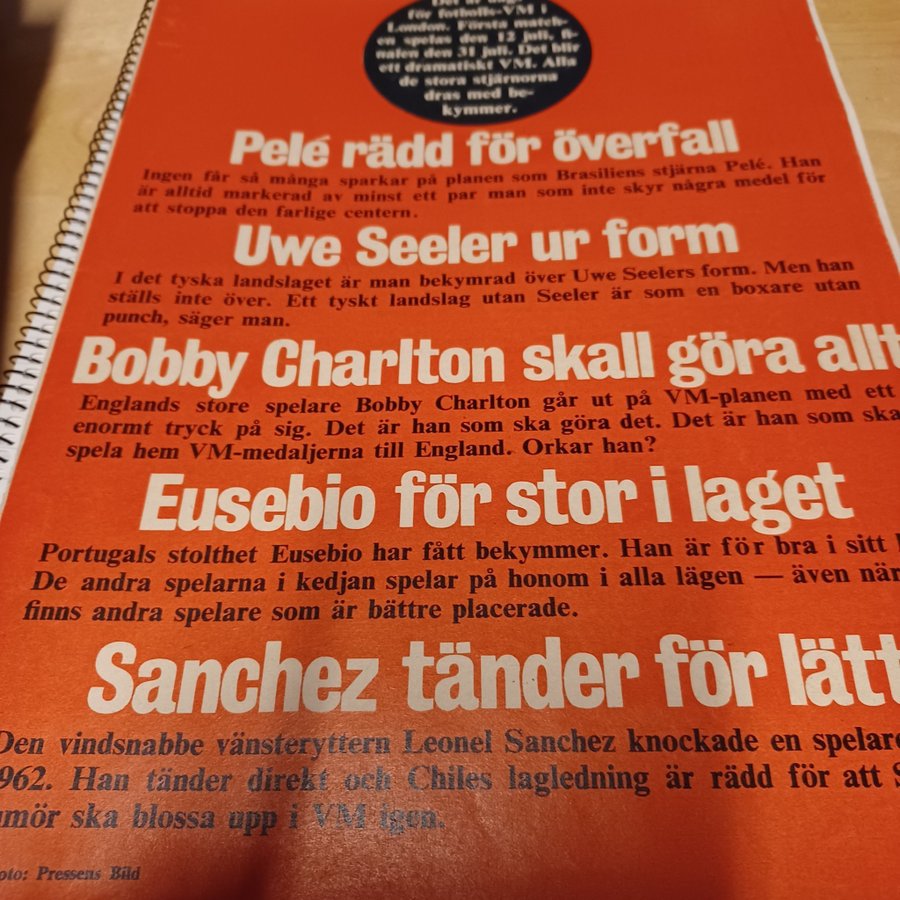 Det är dags
för fotbolls-VM i
London. Första match-
en spelas den 12 juli, fi-
nalen den 31 juli. Det blir
ett dramatiskt VM. Alla
de stora stjärnorna
dras med be-
kymmer.
Pelé rädd för överfall
Ingen får så många sparkar på planen som Brasiliens stjärna Pelé. Han
är alltid markerad av minst ett par man som inte skyr några medel för
att stoppa den farlige centern.
Uwe Seeler ur form
I det tyska landslaget är man bekymrad över Uwe Seelers form. Men han
ställs inte över. Ett tyskt landslag utan Seeler är som en boxare utan
punch, säger man.
Bobby Charlton skall göra allt
Englands store spelare Bobby Charlton går ut på VM-planen med ett
enormt tryck på sig. Det är han som ska göra det. Det är han som ska
spela hem VM-medaljerna till England. Orkar han?
Eusebio för stor i laget
Portugals stolthet Eusebio har fått bekymmer. Han är för bra i sitt
De andra spelarna i kedjan spelar på honom i alla lägen — även när
finns andra spelare som är bättre placerade.
Sanchez tänder för lätt
Den vindsnabbe vänsteryttern Leonel Sanchez knockade en spelare
962. Han tänder direkt och Chiles lagledning är rädd för att S
umör ska blossa upp i VM igen.
oto: Pressens Bild